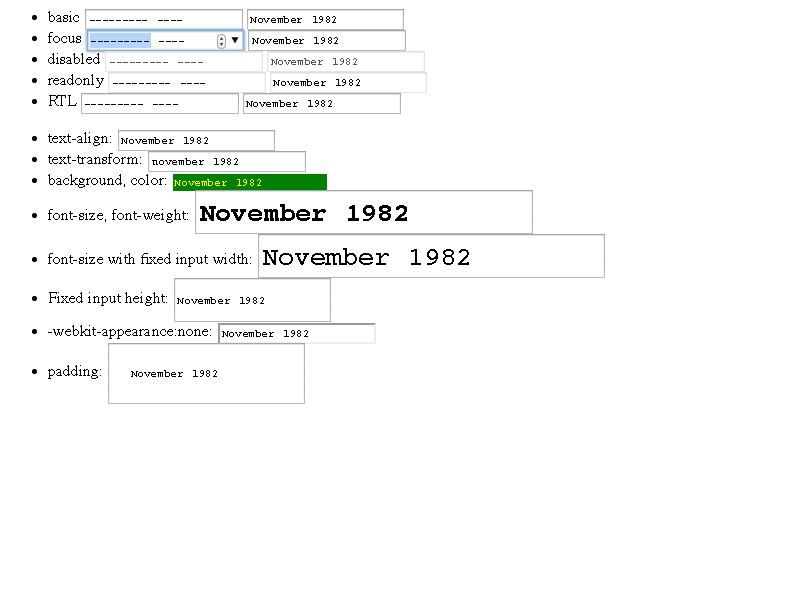 basic --------- ---- November 1982
focus --------- ---- November 1982
disabled --------- ---- November 1982
readonly --------- ---- November 1982
RTL --------- ---- November 1982
text-align: November 1982
text-transform: november 1982
background, color: November 1982
font-size, font-weight: November 1982
font-size with fixed input width: November 1982
Fixed input height: November 1982
-webkit-appearance:none: November 1982
padding: November 1982